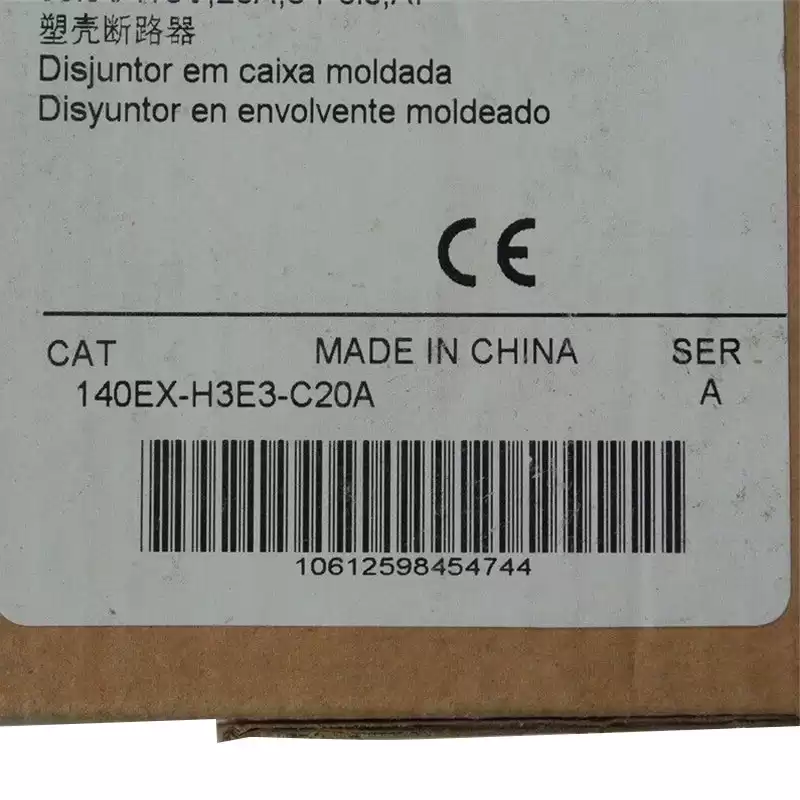 塑壳断路器
Disjuntor em caixa moldada
Disyuntor en envolvente moldeado
CE
CAT MADE IN CHINA SER
140EX-H3E3-C20A A
10612598454744